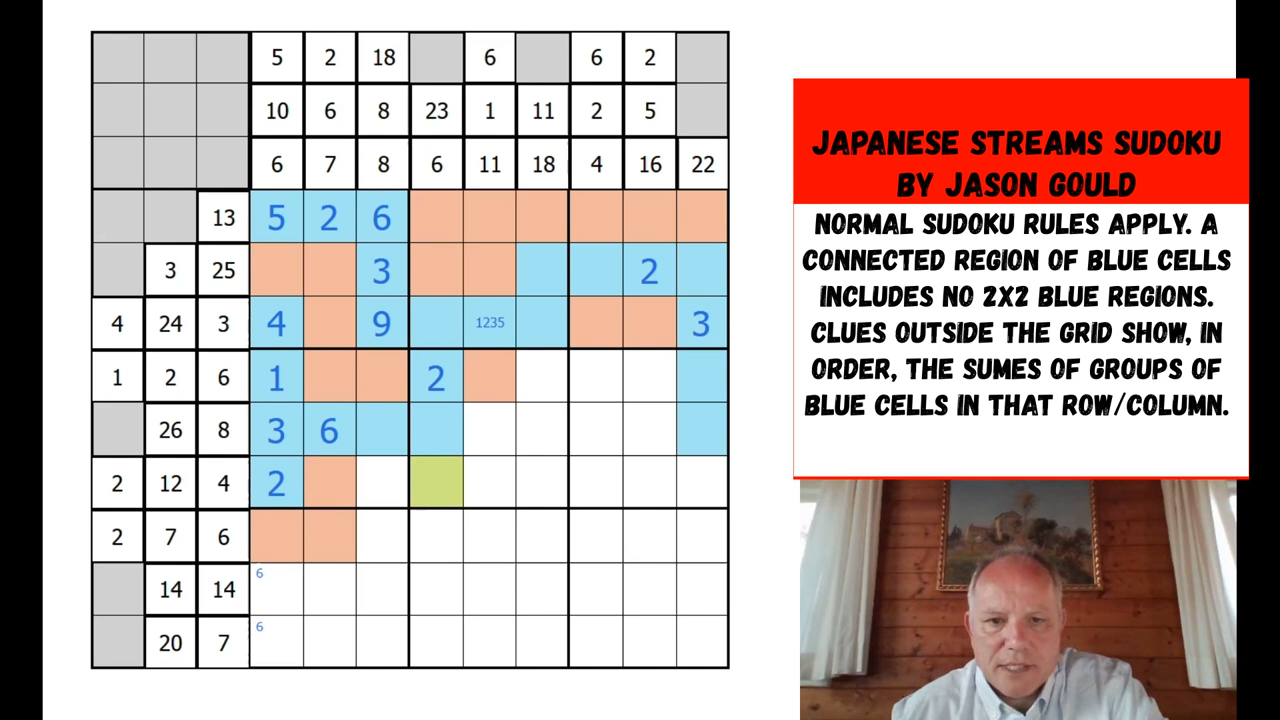 5 2 18 6 6 2
10 6 8 23 1 11 2 5
6 7 8 6 11 18 4 16 22
13 5 2 6
3 25 3 2
4 24 3 4 9 1235 3
1 2 6 1 2
26 8 3 6
2 12 4 2
2 7 6
14 14 6
20 7 6
JAPANESE STREAMS SUDOKU
BY JASON GOULD
NORMAL SUDOKU RULES APPLY. A
CONNECTED REGION OF BLUE CELLS
INCLUDES NO 2X2 BLUE REGIONS.
CLUES OUTSIDE THE GRID SHOW, IN
ORDER, THE SUMES OF GROUPS OF
BLUE CELLS IN THAT ROW/COLUMN.